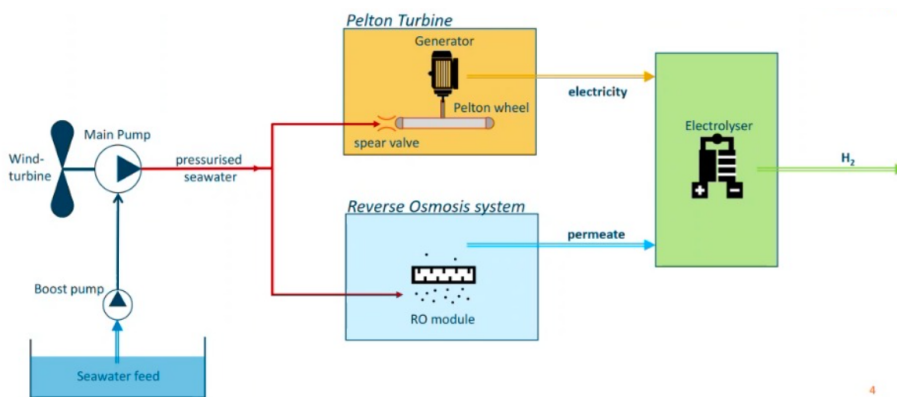 Pelton Turbine
Generator
electricity
Pelton wheel
spear valve
Main Pump
Wind-
turbine
pressurised
seawater
Electrolyser
H₂
Reverse Osmosis system
permeate
RO module
Boost pump
Seawater feed
4